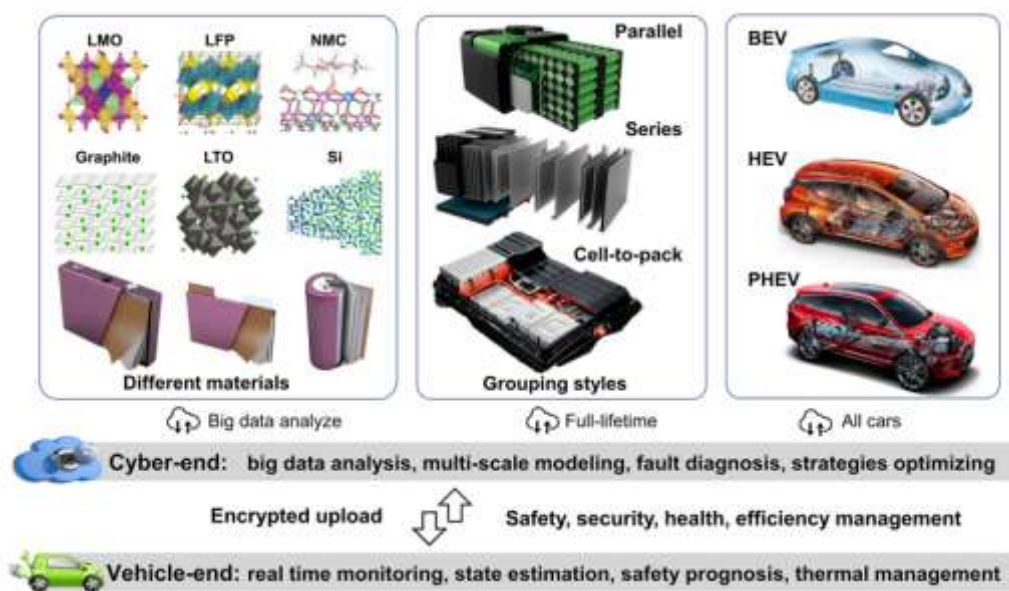 LMO LFP NMC
Graphite LTO Si
Different materials
Parallel
Series
Cell-to-pack
Grouping styles
BEV
HEV
PHEV
Big data analyze
Full-lifetime
All cars
Cyber-end: big data analysis, multi-scale modeling, fault diagnosis, strategies optimizing
Encrypted upload
Safety, security, health, efficiency management
Vehicle-end: real time monitoring, state estimation, safety prognosis, thermal management